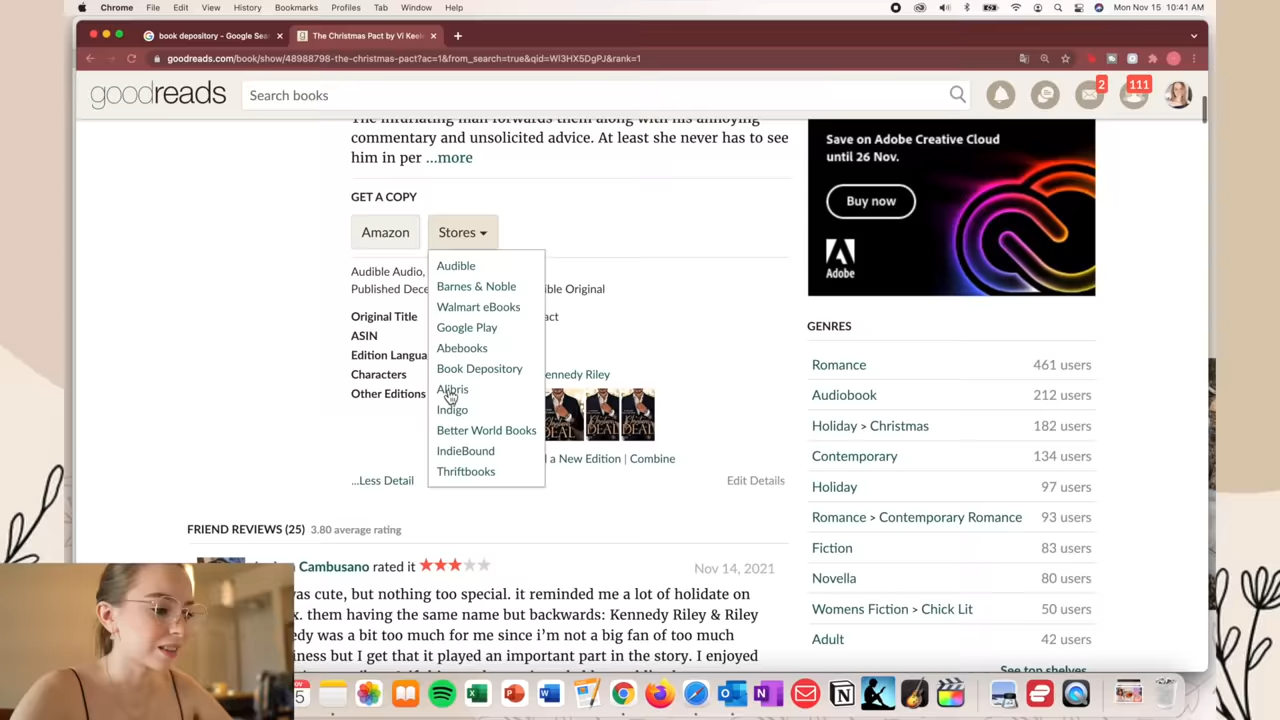 Chrome File Edit View History Bookmarks Profiles Tab Window Help
Mon Nov 15 10:41 AM
book depository - Google Sea
The Christmas Pact by Vi Keel
goodreads.com/book/show/48988798-the-christmas-pact?ac=1&from_search=true&qid=WI3HX5DgPJ&rank=1
goodreads
Search books
2
111
The infuriating man forwards them along with his annoying
commentary and unsolicited advice. At least she never has to see
him in per ...more
GET A COPY
Amazon
Stores
Audible
Barnes & Noble
Walmart eBooks
Google Play
Abebooks
Book Depository
Alibris
Indigo
Better World Books
IndieBound
Thriftbooks
Audible Audio,
Published Dece ible Original
Original Title act
ASIN
Edition Langua
Characters ennedy Riley
Other Editions
DEAL DEAL DEAL
l a New Edition | Combine
...Less Detail
Edit Details
FRIEND REVIEWS (25) 3.80 average rating
Cambusano rated it
Nov 14, 2021
was cute, but nothing too special. it reminded me a lot of holidate on
x. them having the same name but backwards: Kennedy Riley & Riley
edy was a bit too much for me since i'm not a big fan of too much
iness but I get that it played an important part in the story. I enjoyed
Save on Adobe Creative Cloud
until 26 Nov.
Buy now
Adobe
GENRES
Romance 461 users
Audiobook 212 users
Holiday > Christmas 182 users
Contemporary 134 users
Holiday 97 users
Romance > Contemporary Romance 93 users
Fiction 83 users
Novella 80 users
Womens Fiction > Chick Lit 50 users
Adult 42 users
See top shelves